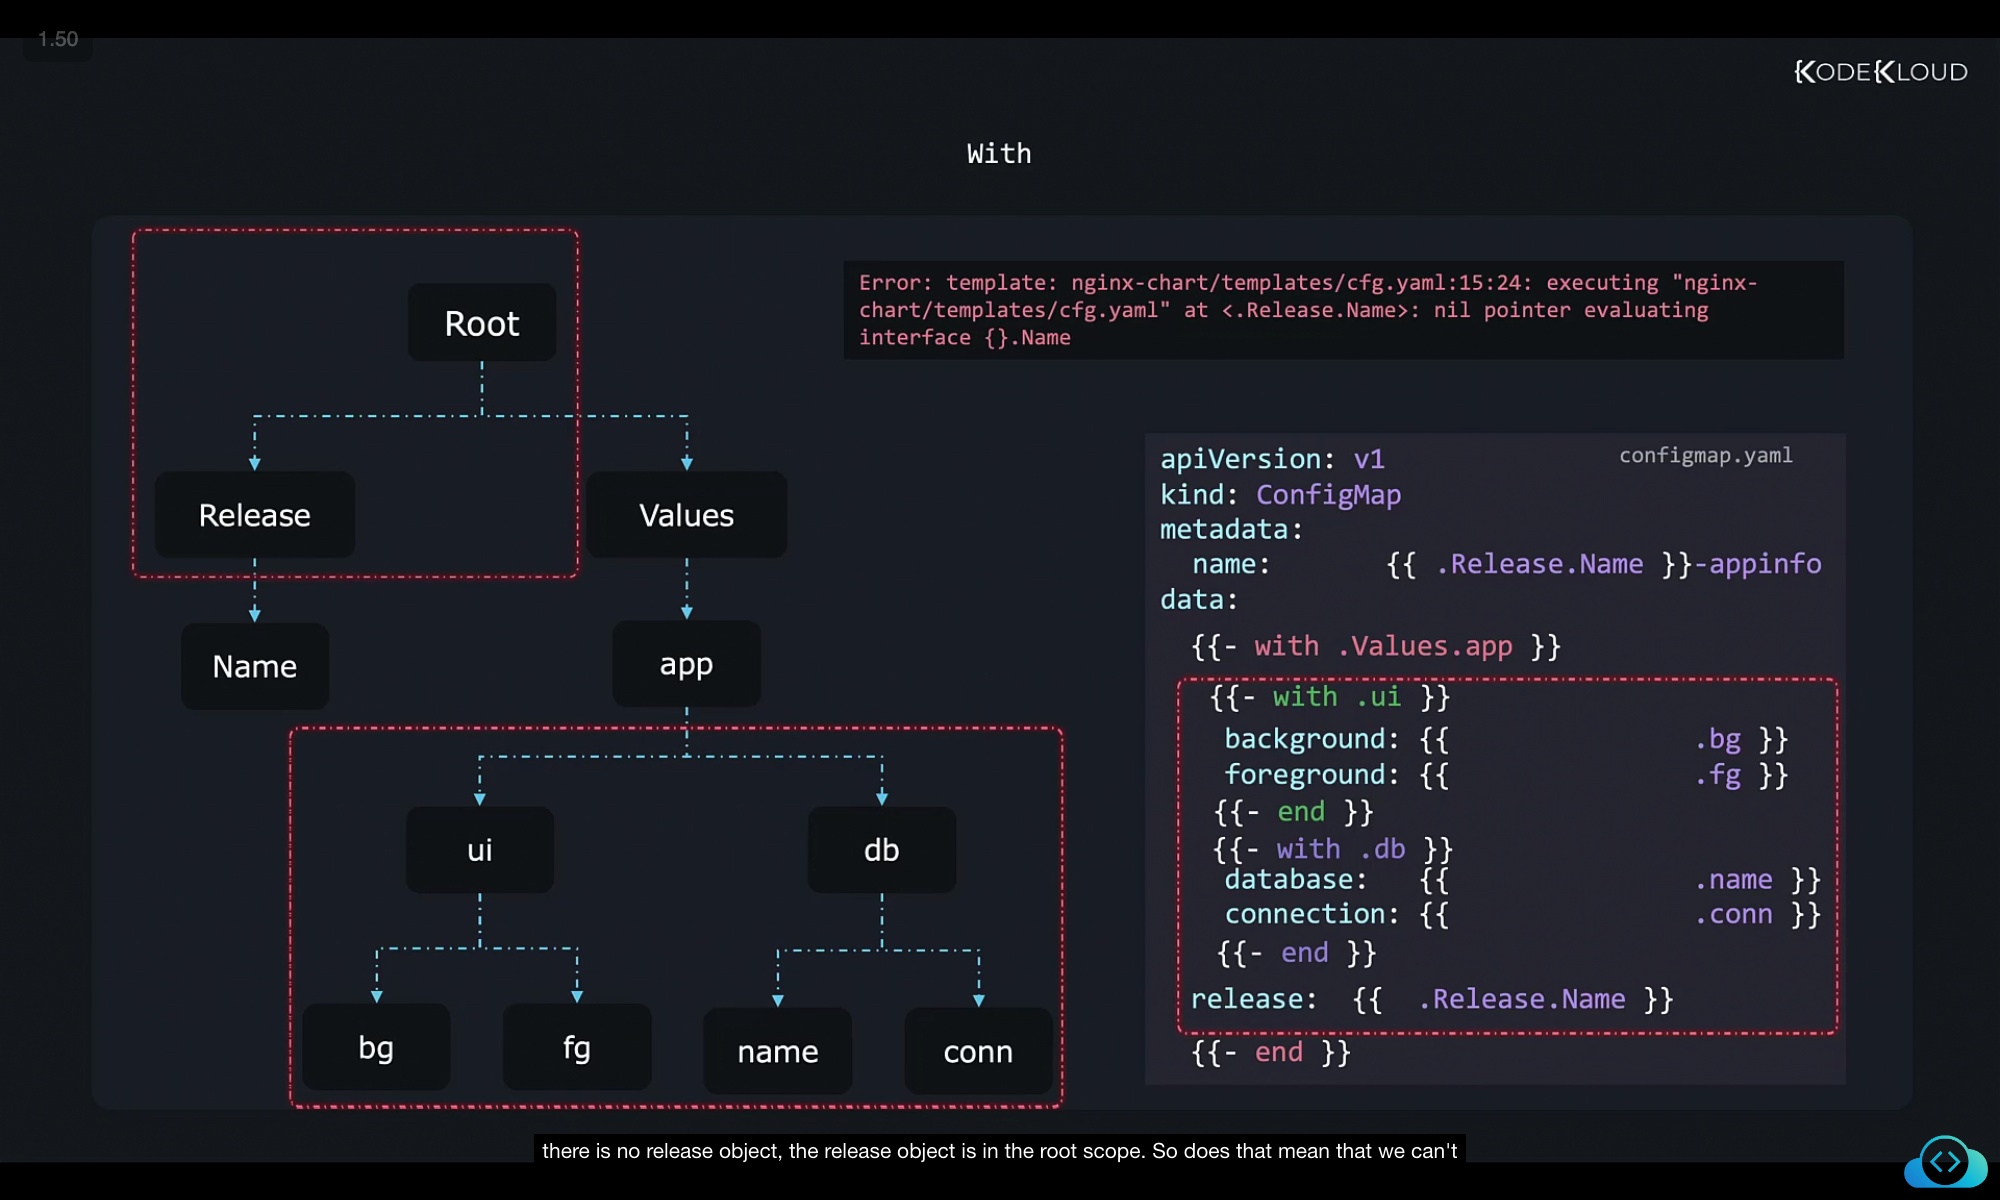 1.50
KODEKLOUD
With
Root
Release
Values
Name
app
ui
db
bg
fg
name
conn
Error: template: nginx-chart/templates/cfg.yaml:15:24: executing "nginx-
chart/templates/cfg.yaml" at <.Release.Name>: nil pointer evaluating
interface {}.Name
configmap.yaml
apiVersion: v1
kind: ConfigMap
metadata:
name: {{ .Release.Name }}-appinfo
data:
{{- with .Values.app }}
{{- with .ui }}
background: {{ .bg }}
foreground: {{ .fg }}
{{- end }}
{{- with .db }}
database: {{ .name }}
connection: {{ .conn }}
{{- end }}
release: {{ .Release.Name }}
{{- end }}
there is no release object, the release object is in the root scope. So does that mean that we can't